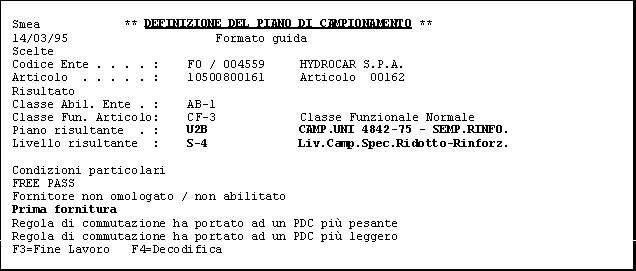 Smea ** DEFINIZIONE DEL PIANO DI CAMPIONAMENTO **
14/03/95 Formato guida
Scelte
Codice Ente . . . . : FO / 004559 HYDROCAR S.P.A.
Articolo . . . . . : 10500800161 Articolo 00162
Risultato
Classe Abil. Ente . : AB-1
Classe Fun. Articolo: CF-3 Classe Funzionale Normale
Piano risultante . : U2B CAMP.UNI 4842-75 - SEMP.RINFO.
Livello risultante : S-4 Liv.Camp.Spec.Ridotto-Rinforz.
Condizioni particolari
FREE PASS
Fornitore non omologato / non abilitato
Prima fornitura
Regola di commutazione ha portato ad un PDC più pesante
Regola di commutazione ha portato ad un PDC più leggero
F3=Fine Lavoro F4=Decodifica